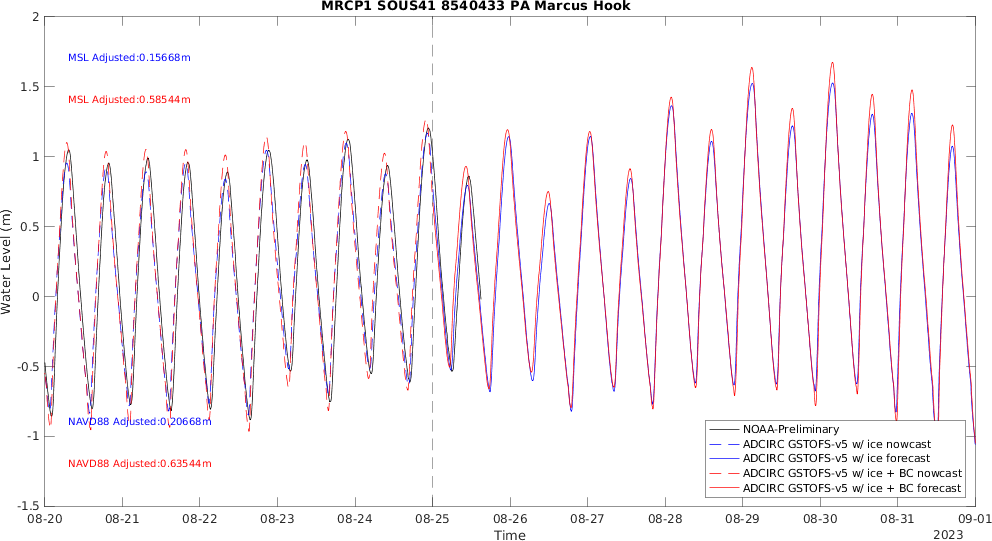 MRCP1 SOUS41 8540433 PA Marcus Hook
2
1.5
1
0.5
0
-0.5
-1
-1.5
Water Level (m)
MSL Adjusted:0.15668m
MSL Adjusted:0.58544m
NAVD88 Adjusted:0.20668m
NAVD88 Adjusted:0.63544m
NOAA-Preliminary
ADCIRC GSTOFS-v5 w/ ice nowcast
ADCIRC GSTOFS-v5 w/ ice forecast
ADCIRC GSTOFS-v5 w/ ice + BC nowcast
ADCIRC GSTOFS-v5 w/ ice + BC forecast
08-20 08-21 08-22 08-23 08-24 08-25 08-26 08-27 08-28 08-29 08-30 08-31 09-01
Time
2023